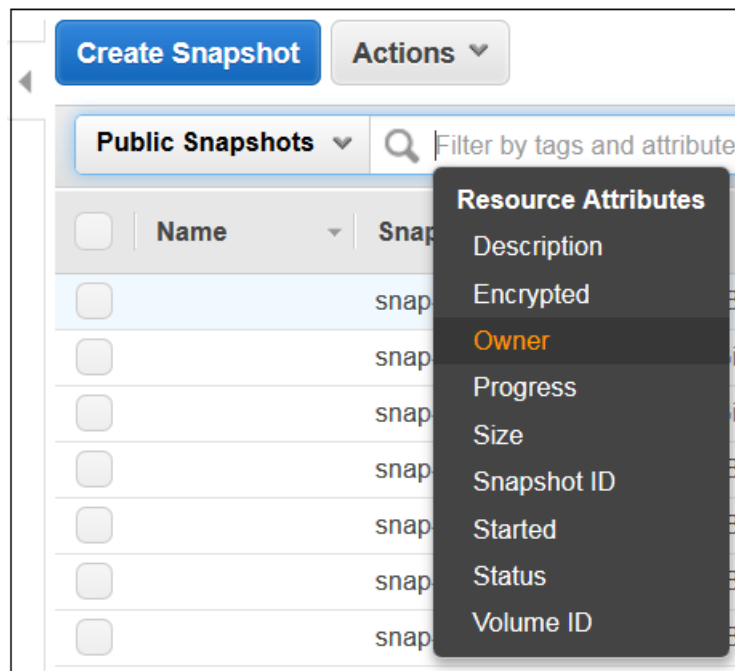 Create Snapshot Actions
Public Snapshots Filter by tags and attribute
Resource Attributes
Name Snap
Description
Encrypted
snap
Owner
snap
Progress
snap
Size
snap
Snapshot ID
snap
Started
Status
snap
Volume ID
snap